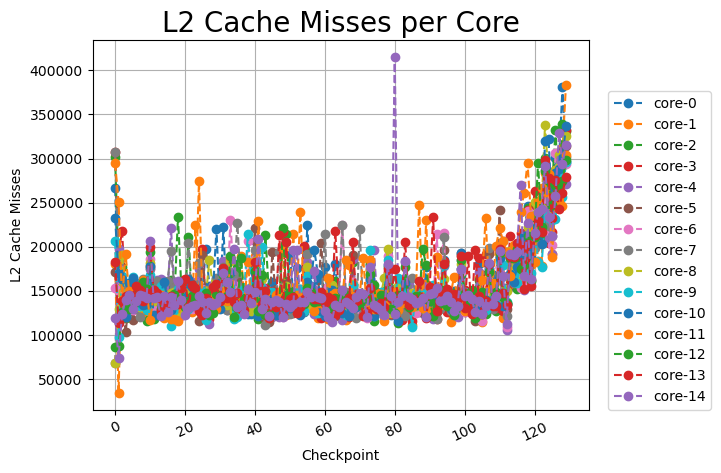 L2 Cache Misses per Core
L2 Cache Misses
400000
350000
300000
250000
200000
150000
100000
50000
0
20
40
60
80
100
120
Checkpoint
core-0
core-1
core-2
core-3
core-4
core-5
core-6
core-7
core-8
core-9
core-10
core-11
core-12
core-13
core-14